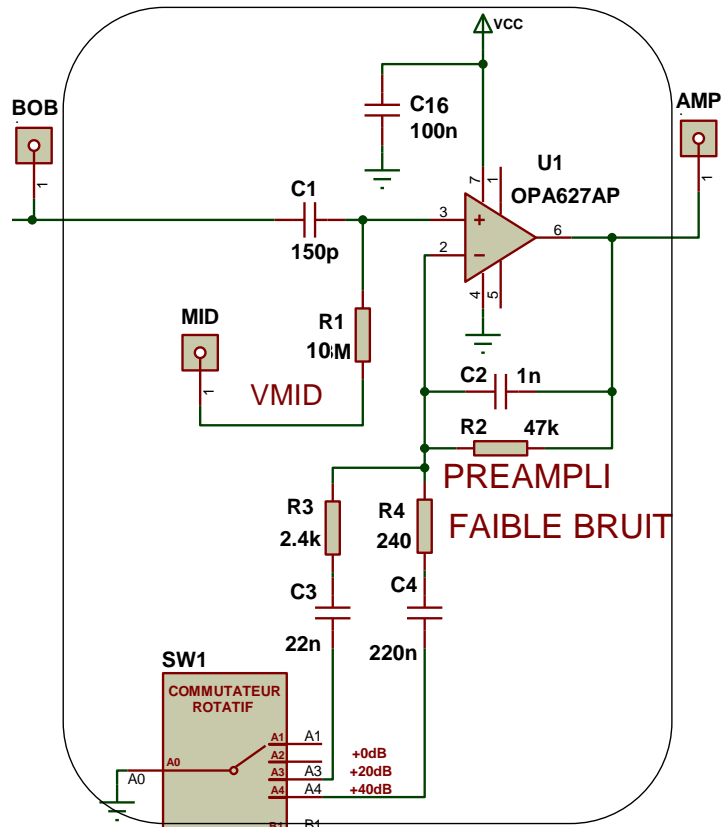 VCC
BOB
1
C16
100n
AMP
1
U1
OPA627AP
7
1
C1
150p
3
2
6
4
5
MID
1
R1
VMID
C2
1n
R2
47k
PREAMPLI
FAIBLE BRUIT
R3
2.4k
R4
240
C3
22n
C4
220n
SW1
COMMUTATEUR
ROTATIF
A0
A0
A1
A1
A2
+0dB
A3
A3
+20dB
A4
A4
+40dB
B1
B1